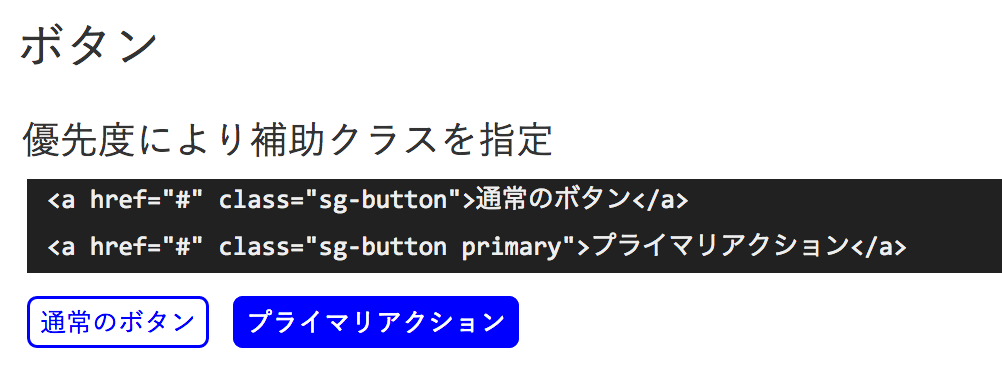 ボタン
優先度により補助クラスを指定
<a href="#" class="sg-button">通常のボタン</a>
<a href="#" class="sg-button primary">プライマリアクション</a>
通常のボタン プライマリアクション